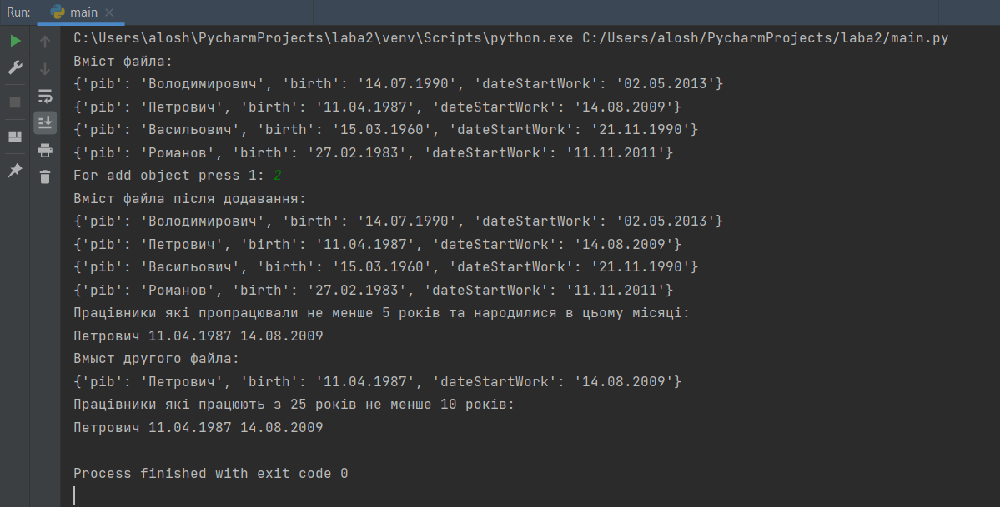 Run: main
C:\Users\alosh\PycharmProjects\laba2\venv\Scripts\python.exe C:/Users/alosh/PycharmProjects/laba2/main.py
Вміст файла:
{'pib': 'Володимирович', 'birth': '14.07.1990', 'dateStartWork': '02.05.2013'}
{'pib': 'Петрович', 'birth': '11.04.1987', 'dateStartWork': '14.08.2009'}
{'pib': 'Васильович', 'birth': '15.03.1960', 'dateStartWork': '21.11.1990'}
{'pib': 'Романов', 'birth': '27.02.1983', 'dateStartWork': '11.11.2011'}
For add object press 1: 2
Вміст файла після додавання:
{'pib': 'Володимирович', 'birth': '14.07.1990', 'dateStartWork': '02.05.2013'}
{'pib': 'Петрович', 'birth': '11.04.1987', 'dateStartWork': '14.08.2009'}
{'pib': 'Васильович', 'birth': '15.03.1960', 'dateStartWork': '21.11.1990'}
{'pib': 'Романов', 'birth': '27.02.1983', 'dateStartWork': '11.11.2011'}
Працівники які пропрацювали не менше 5 років та народилися в цьому місяці:
Петрович 11.04.1987 14.08.2009
Вмыст другого файла:
{'pib': 'Петрович', 'birth': '11.04.1987', 'dateStartWork': '14.08.2009'}
Працівники які працюють з 25 років не менше 10 років:
Петрович 11.04.1987 14.08.2009
Process finished with exit code 0